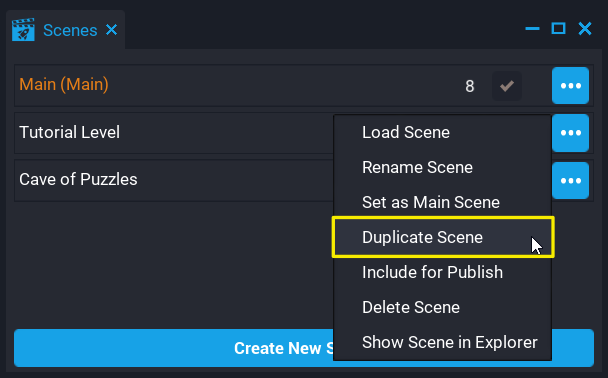 Scenes
Main (Main) 8
Tutorial Level
Cave of Puzzles
Load Scene
Rename Scene
Set as Main Scene
Duplicate Scene
Include for Publish
Delete Scene
Show Scene in Explorer
Create New S